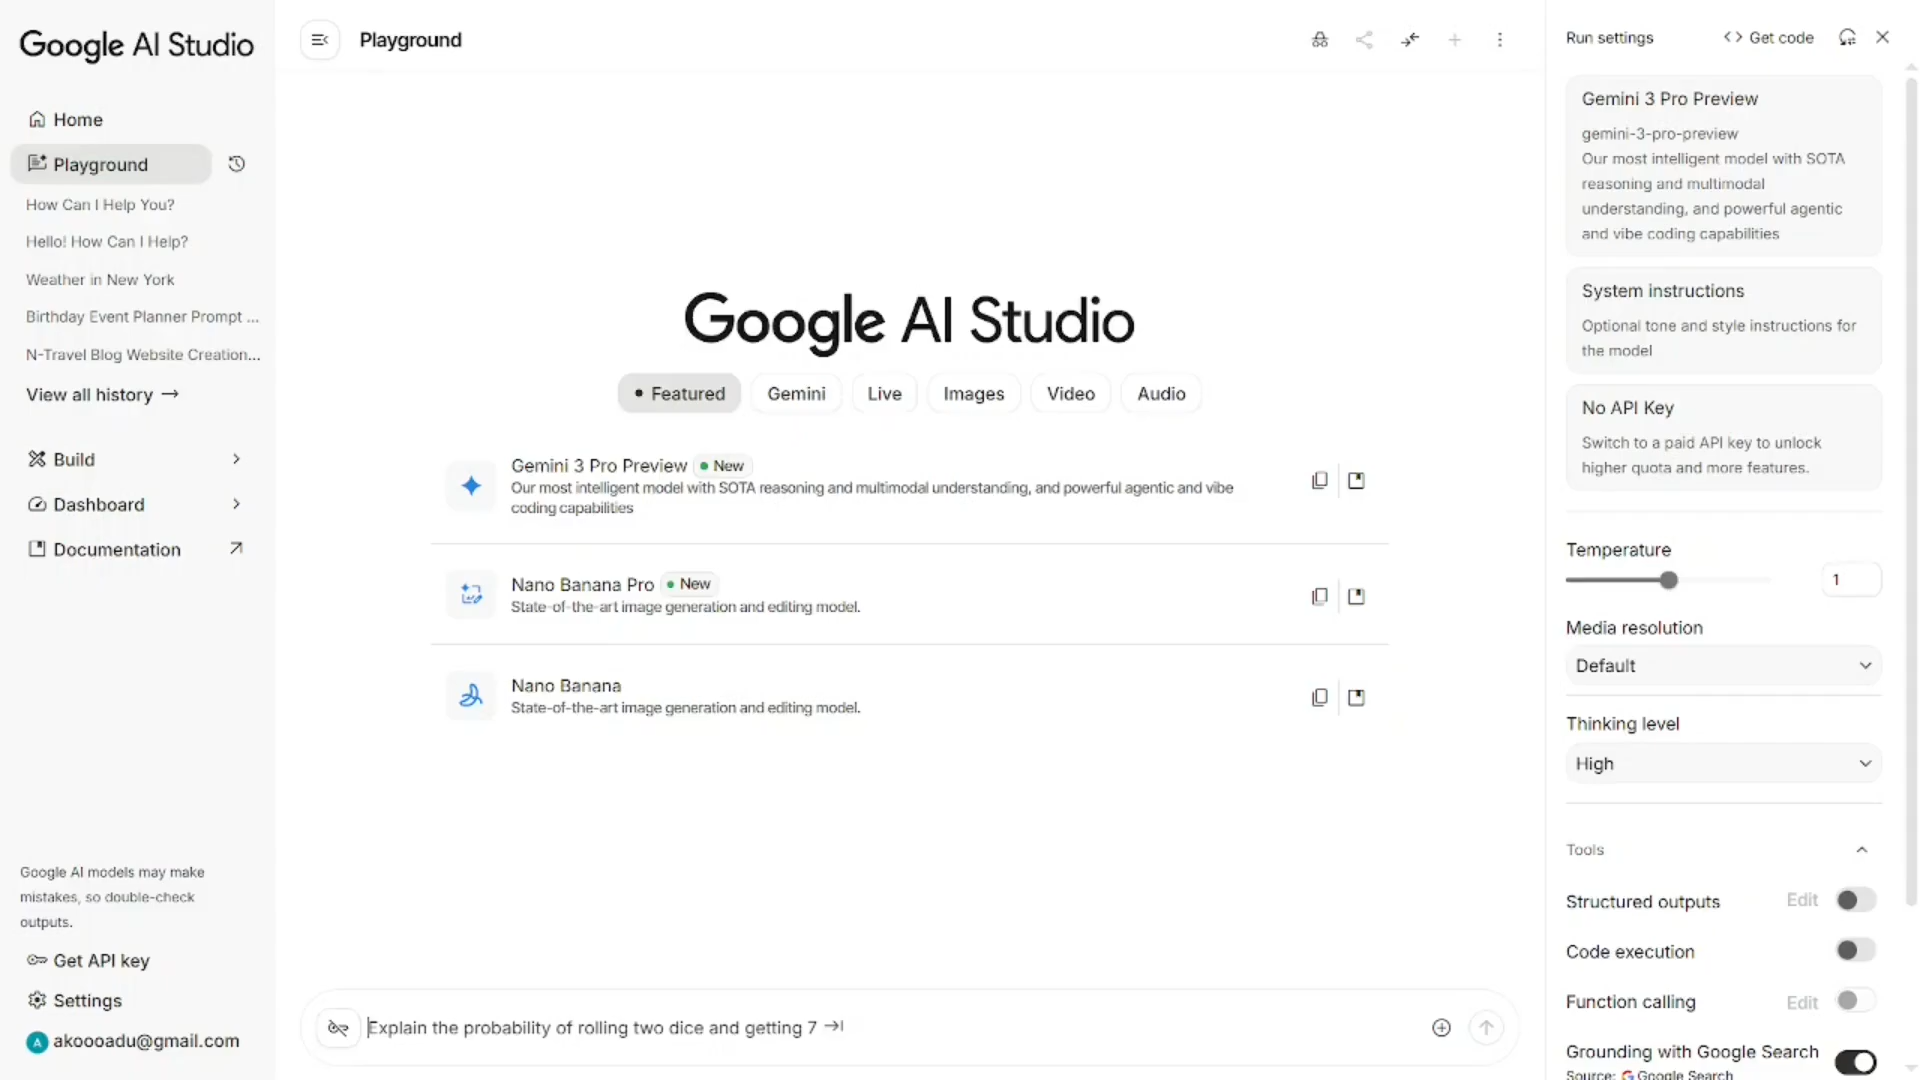 Google AI Studio
Home
Playground
How Can I Help You?
Hello! How Can I Help?
Weather in New York
Birthday Event Planner Prompt ...
N-Travel Blog Website Creation...
View all history →
Build
Dashboard
Documentation
Google AI models may make
mistakes, so double-check
outputs.
Get API key
Settings
A akoooadu@gmail.com
Playground
Google AI Studio
• Featured
Gemini
Live
Images
Video
Audio
Gemini 3 Pro Preview • New
Our most intelligent model with SOTA reasoning and multimodal understanding, and powerful agentic and vibe
coding capabilities
Nano Banana Pro • New
State-of-the-art image generation and editing model.
Nano Banana
State-of-the-art image generation and editing model.
Explain the probability of rolling two dice and getting 7
Run settings
<> Get code
Gemini 3 Pro Preview
gemini-3-pro-preview
Our most intelligent model with SOTA
reasoning and multimodal
understanding, and powerful agentic
and vibe coding capabilities
System instructions
Optional tone and style instructions for
the model
No API Key
Switch to a paid API key to unlock
higher quota and more features.
Temperature
1
Media resolution
Default
Thinking level
High
Tools
Structured outputs Edit
Code execution
Function calling Edit
Grounding with Google Search
Source: G Google Search